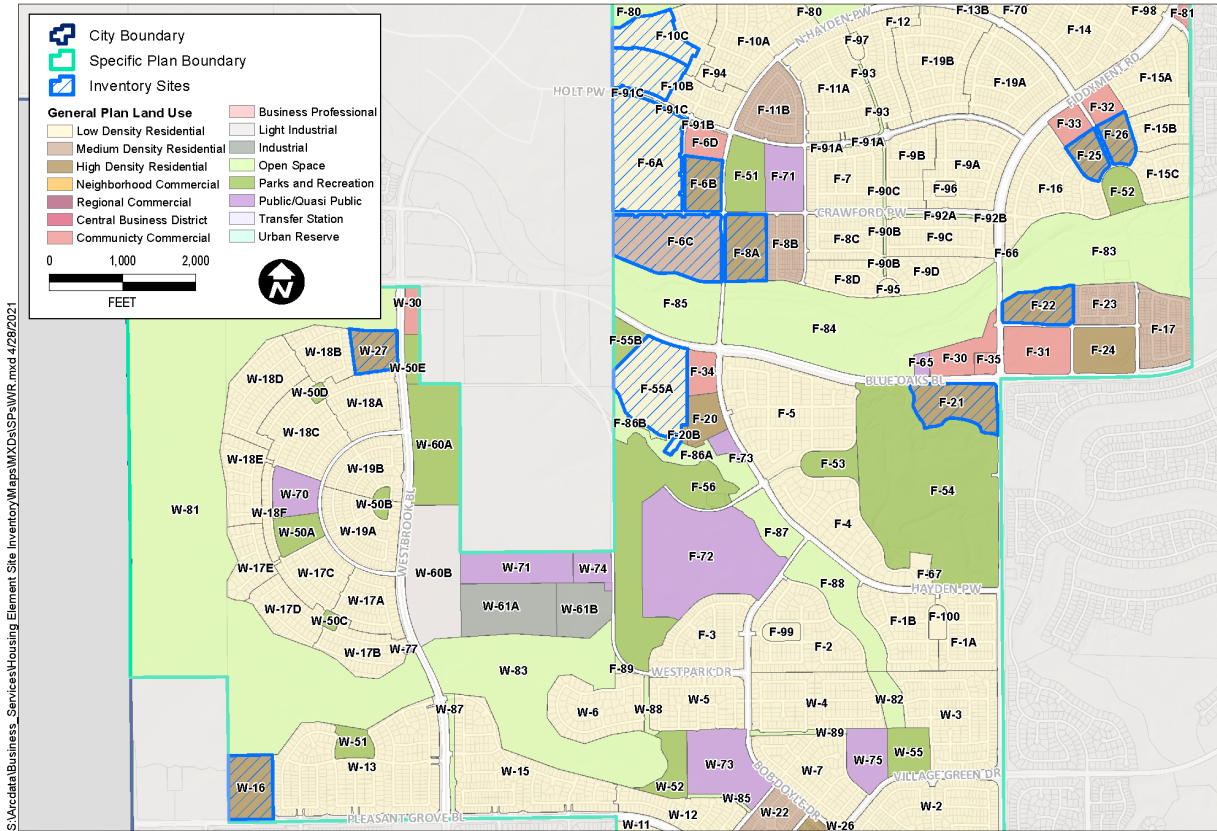 City Boundary
Specific Plan Boundary
Inventory Sites
General Plan Land Use
Low Density Residential
Medium Density Residential
High Density Residential
Neighborhood Commercial
Regional Commercial
Central Business District
Communicty Commercial
Business Professional
Light Industrial
Industrial
Open Space
Parks and Recreation
Public/Quasi Public
Transfer Station
Urban Reserve
0 1,000 2,000
FEET
N
S:\Arcdata\Business_Services\Housing Element Site Inventory\Maps\MXDs\SPs\WR.mxd 4/28/2021
F-80
F-80
F-13B
F-70
F-98
F-81
N HAYDEN PW
F-12
F-10C
F-10A
F-97
F-14
F-94
F-93
F-19B
F-19A
FIDDYMENT RD
F-15A
HOLT PW
F-91C
F-10B
F-11A
F-91C
F-11B
F-93
F-32
F-33
F-91B
F-26
F-15B
F-6D
F-91A
F-91A
F-25
F-9B
F-9A
F-6A
F-51
F-71
F-7
F-15C
F-6B
F-90C
F-96
F-16
F-52
CRAWFORD PW
F-92A
F-92B
F-6C
F-8A
F-8B
F-8C
F-90B
F-9C
F-66
F-83
F-90B
F-9D
F-8D
F-95
F-85
F-84
F-22
F-23
F-17
F-55B
F-65
F-30
F-35
F-31
F-24
F-34
BLUE OAKS BL
F-55A
F-21
F-20
F-5
F-86B
F-20B
F-86A
F-73
F-53
F-56
F-54
F-4
F-87
F-72
F-67
F-88
HAYDEN PW
F-1B
F-100
F-3
F-99
F-2
F-1A
F-89
WESTPARK DR
W-30
W-18B
W-27
W-50E
W-18D
W-50D
W-18A
W-18C
W-60A
W-18E
W-19B
W-70
W-50B
W-81
W-18F
W-50A
W-19A
WESTBROOK BL
W-17E
W-17C
W-60B
W-71
W-74
W-17D
W-17A
W-61A
W-61B
W-50C
W-17B
W-77
W-83
W-87
W-6
W-88
W-5
W-4
W-82
W-3
W-89
W-51
W-13
W-15
W-73
W-7
W-75
W-55
W-16
W-52
BOB DOYLE DR
VILLAGE GREEN DR
W-85
W-2
W-12
W-22
PLEASANT GROVE BL
W-11
W-26